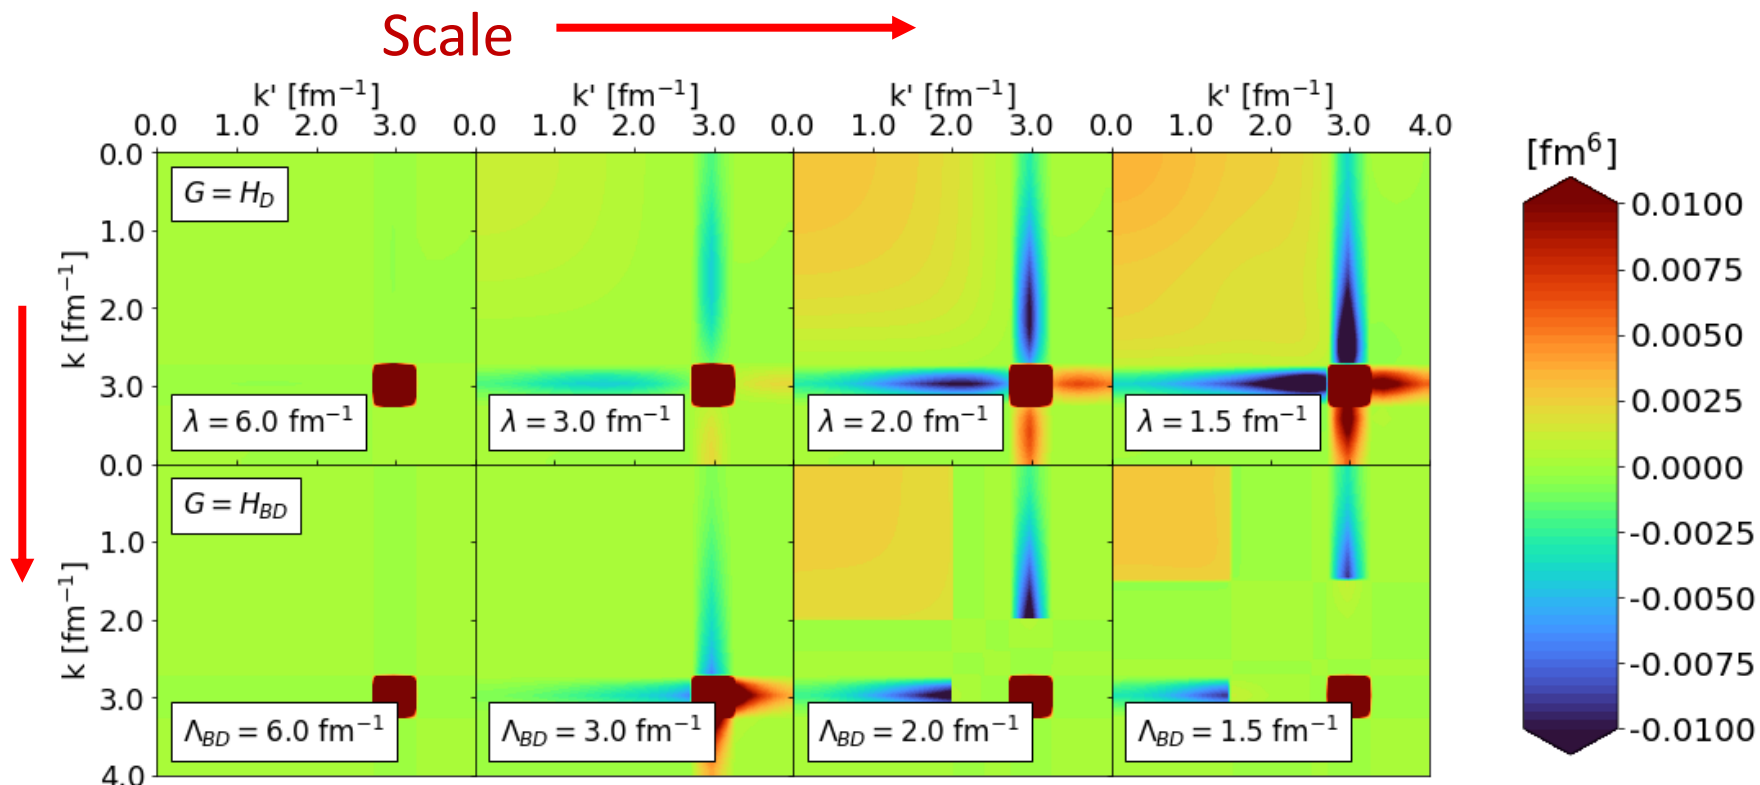 Scale
k' [fm⁻¹] k' [fm⁻¹] k' [fm⁻¹] k' [fm⁻¹]
0.0 1.0 2.0 3.0 0.0 1.0 3.0 0.0 1.0 2.0 3.0 0.0 1.0 2.0 3.0 4.0
[fm⁶]
k [fm⁻¹]
0.0
1.0
2.0
3.0
G = H_D
λ = 6.0 fm⁻¹
λ = 3.0 fm⁻¹
λ = 2.0 fm⁻¹
λ = 1.5 fm⁻¹
k [fm⁻¹]
0.0
1.0
2.0
3.0
4.0
G = H_BD
Λ_BD = 6.0 fm⁻¹
Λ_BD = 3.0 fm⁻¹
Λ_BD = 2.0 fm⁻¹
Λ_BD = 1.5 fm⁻¹
0.0100
0.0075
0.0050
0.0025
0.0000
-0.0025
-0.0050
-0.0075
-0.0100